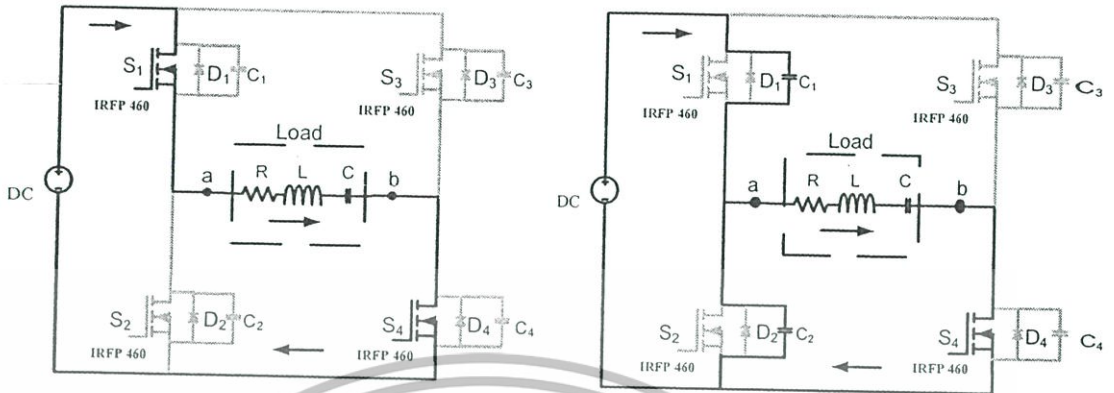 S1
D1
C1
IRFP 460
S3
D3
C3
IRFP 460
Load
R
L
C
a
b
DC
S2
D2
C2
IRFP 460
S4
D4
C4
IRFP 460
S1
D1
C1
IRFP 460
S3
D3
C3
IRFP 460
Load
R
L
C
a
b
DC
S2
D2
C2
IRFP 460
S4
D4
C4
IRFP 460